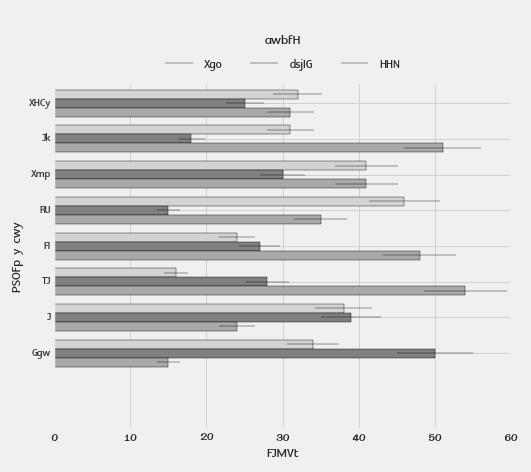 awbfH
Xgo dsjIG HHN
XHCy
Jk
Xmp
RU
FI
TJ
J
Ggw
PSOFp y cwy
0 10 20 30 40 50 60
FJMVt